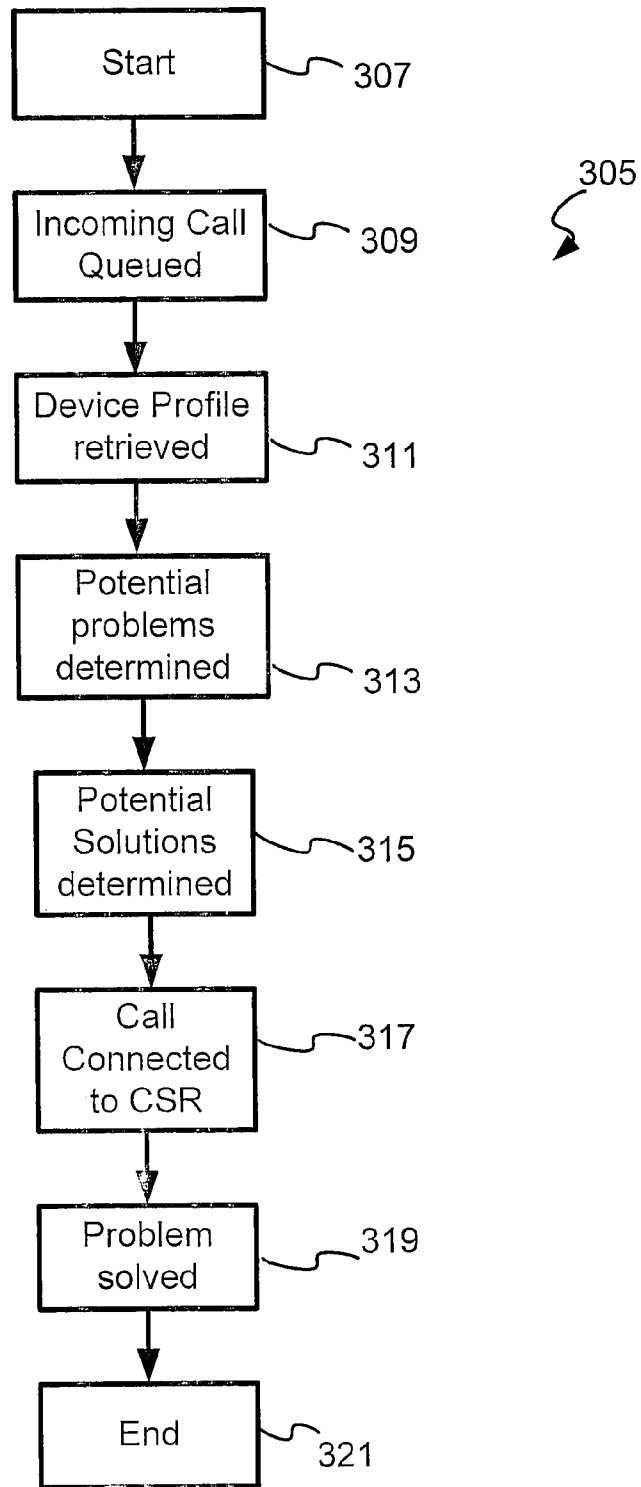 Start
307
305
Incoming Call
Queued
309
Device Profile
retrieved
311
Potential
problems
determined
313
Potential
Solutions
determined
315
Call
Connected
to CSR
317
Problem
solved
319
End
321